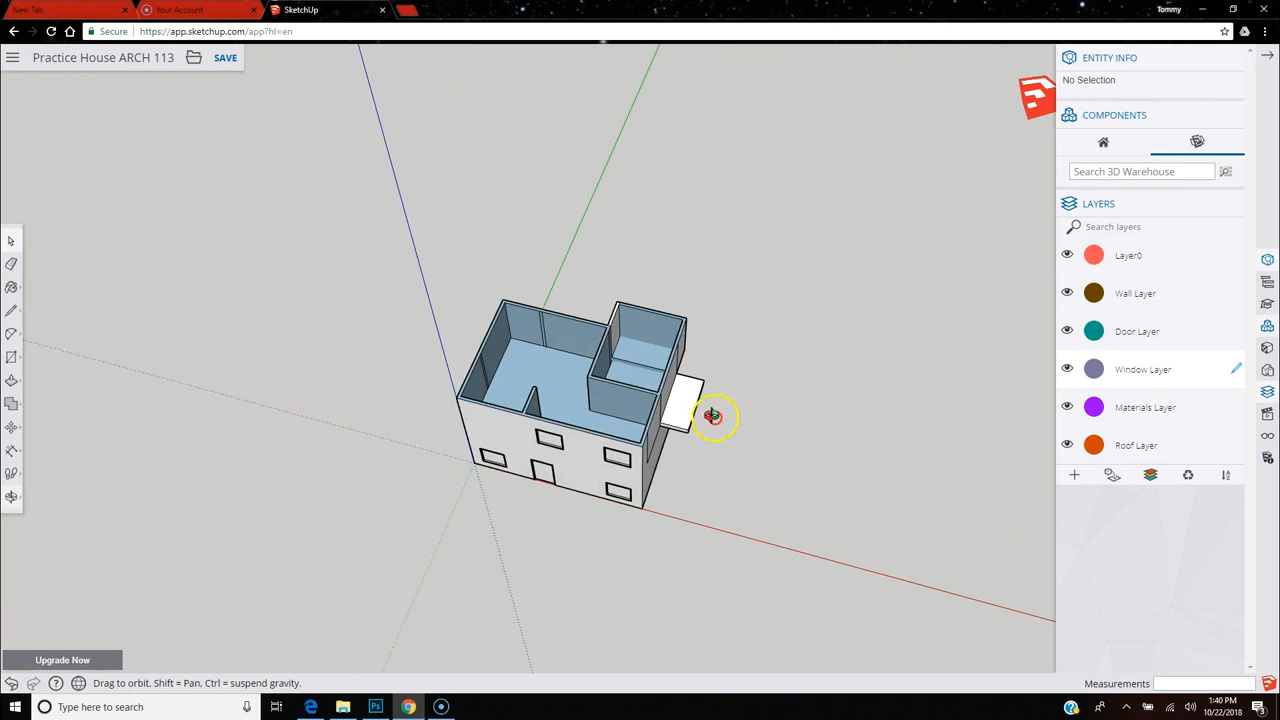 New Tab
Your Account
SketchUp
Tommy
Secure | https://app.sketchup.com/app?hl=en
Practice House ARCH 113
SAVE
ENTITY INFO
No Selection
COMPONENTS
Search 3D Warehouse
LAYERS
Search layers
Layer0
Wall Layer
Door Layer
Window Layer
Materials Layer
Roof Layer
Upgrade Now
Drag to orbit. Shift = Pan, Ctrl = suspend gravity.
Measurements
Type here to search
Ps
1:40 PM
10/22/2018